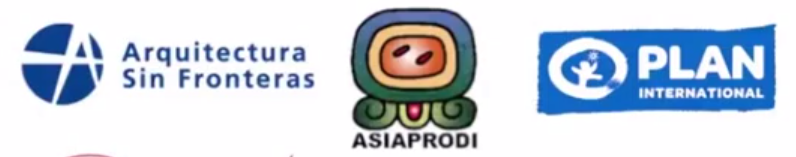 Arquitectura
Sin Fronteras
ASIAPRODI
PLAN
INTERNATIONAL